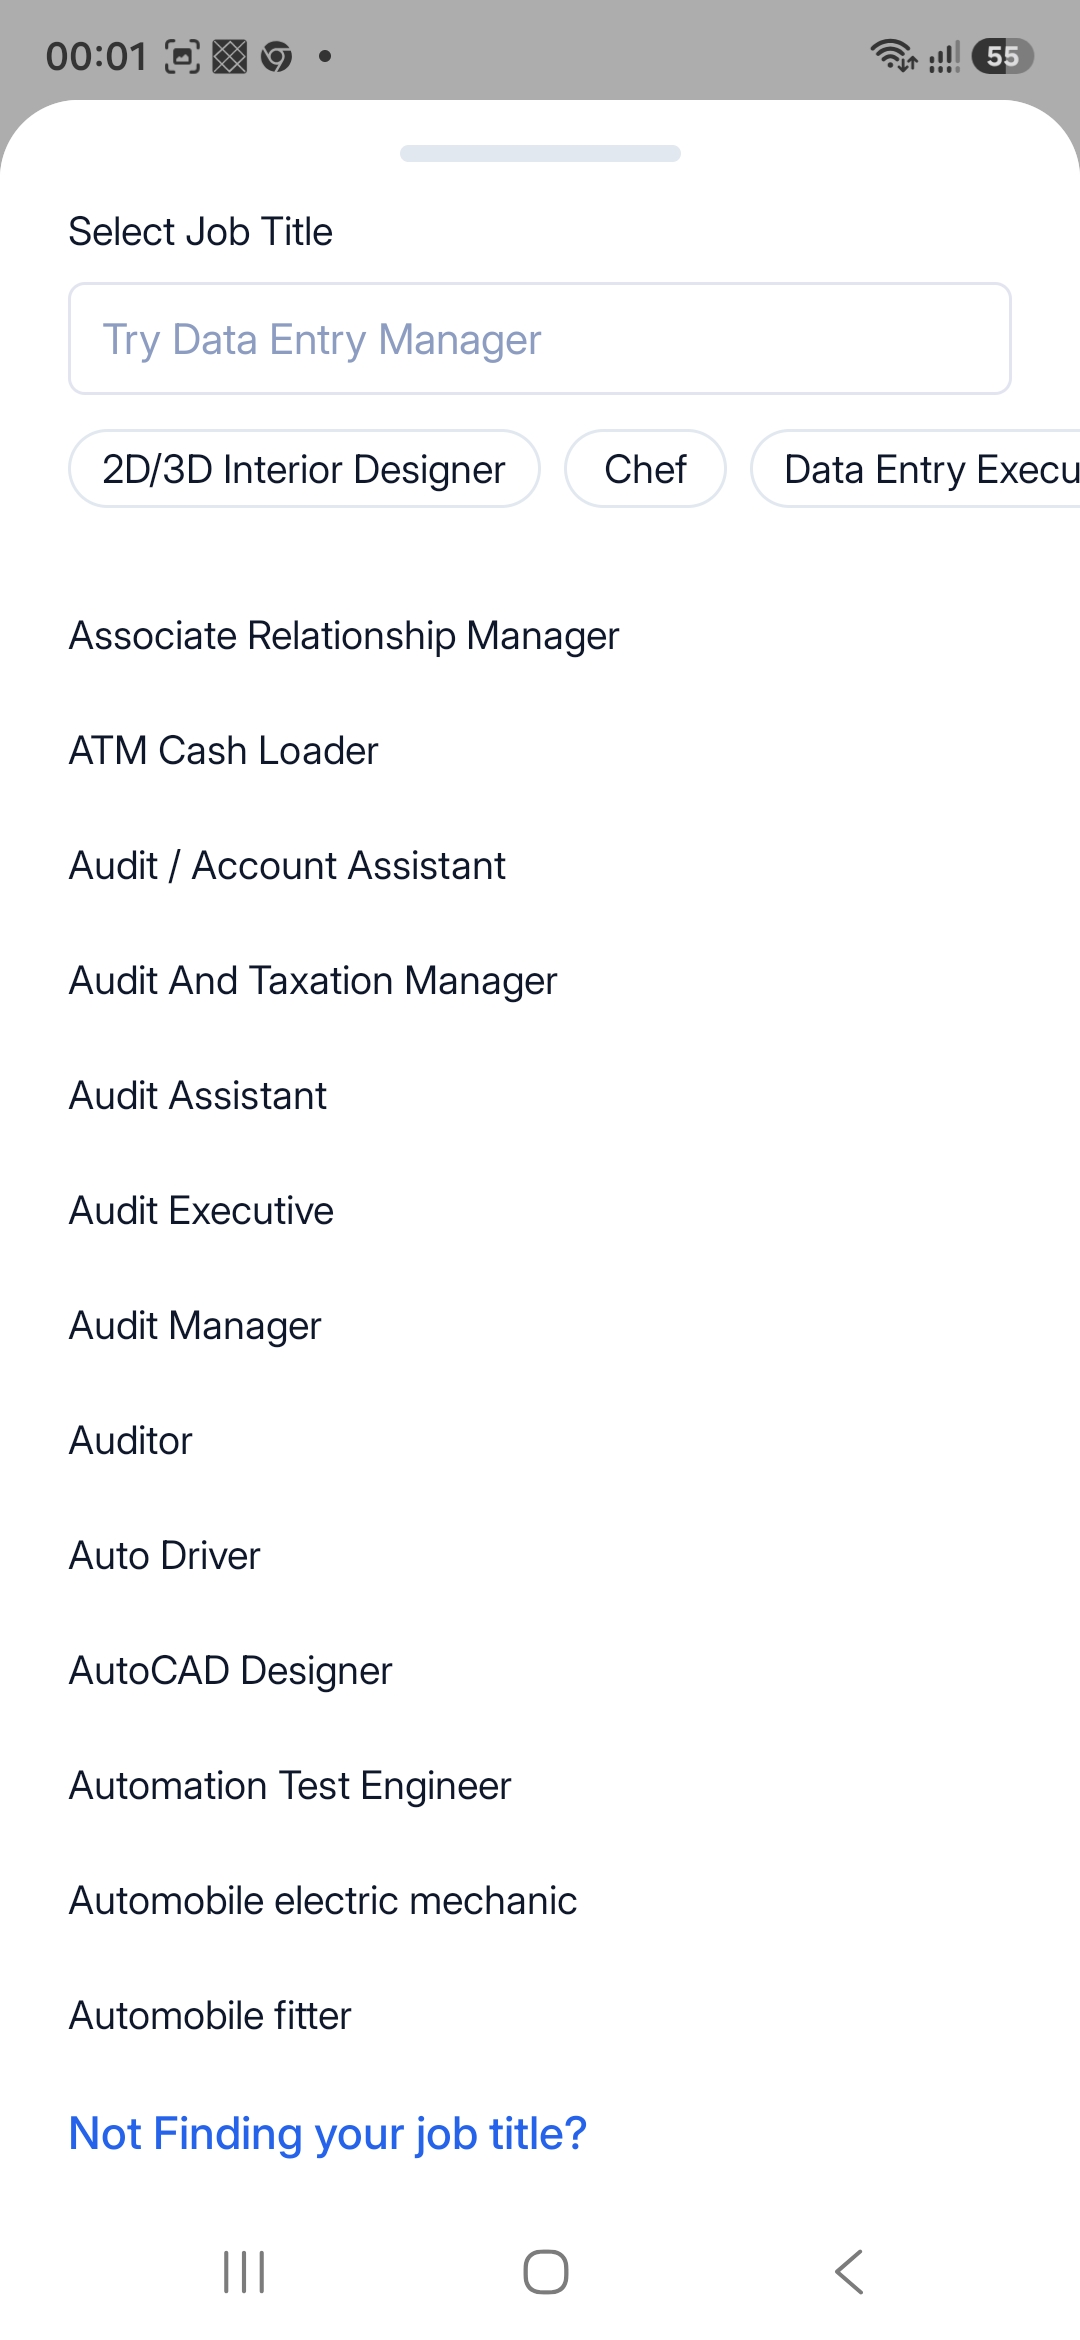 00:01
55
Select Job Title
Try Data Entry Manager
2D/3D Interior Designer Chef Data Entry Execu
Associate Relationship Manager
ATM Cash Loader
Audit / Account Assistant
Audit And Taxation Manager
Audit Assistant
Audit Executive
Audit Manager
Auditor
Auto Driver
AutoCAD Designer
Automation Test Engineer
Automobile electric mechanic
Automobile fitter
Not Finding your job title?